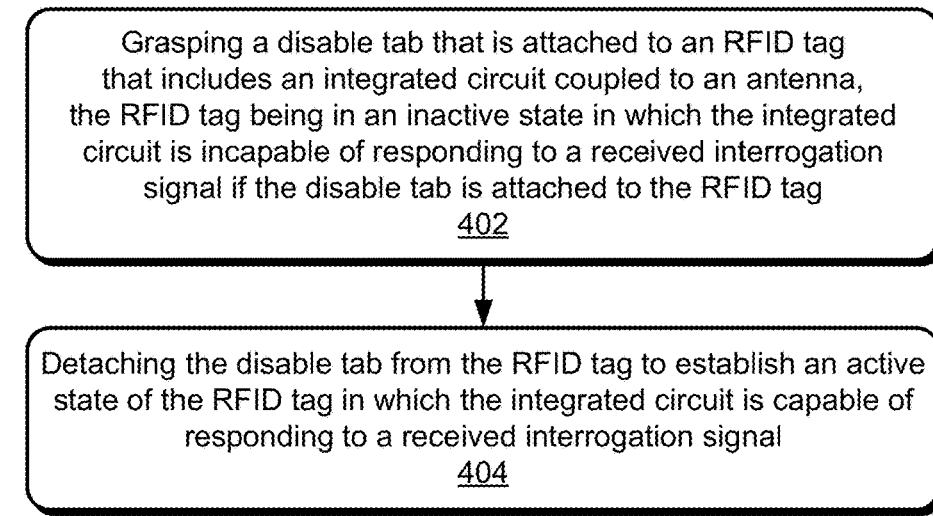 Grasping a disable tab that is attached to an RFID tag
that includes an integrated circuit coupled to an antenna,
the RFID tag being in an inactive state in which the integrated
circuit is incapable of responding to a received interrogation
signal if the disable tab is attached to the RFID tag
402
Detaching the disable tab from the RFID tag to establish an active
state of the RFID tag in which the integrated circuit is capable of
responding to a received interrogation signal
404